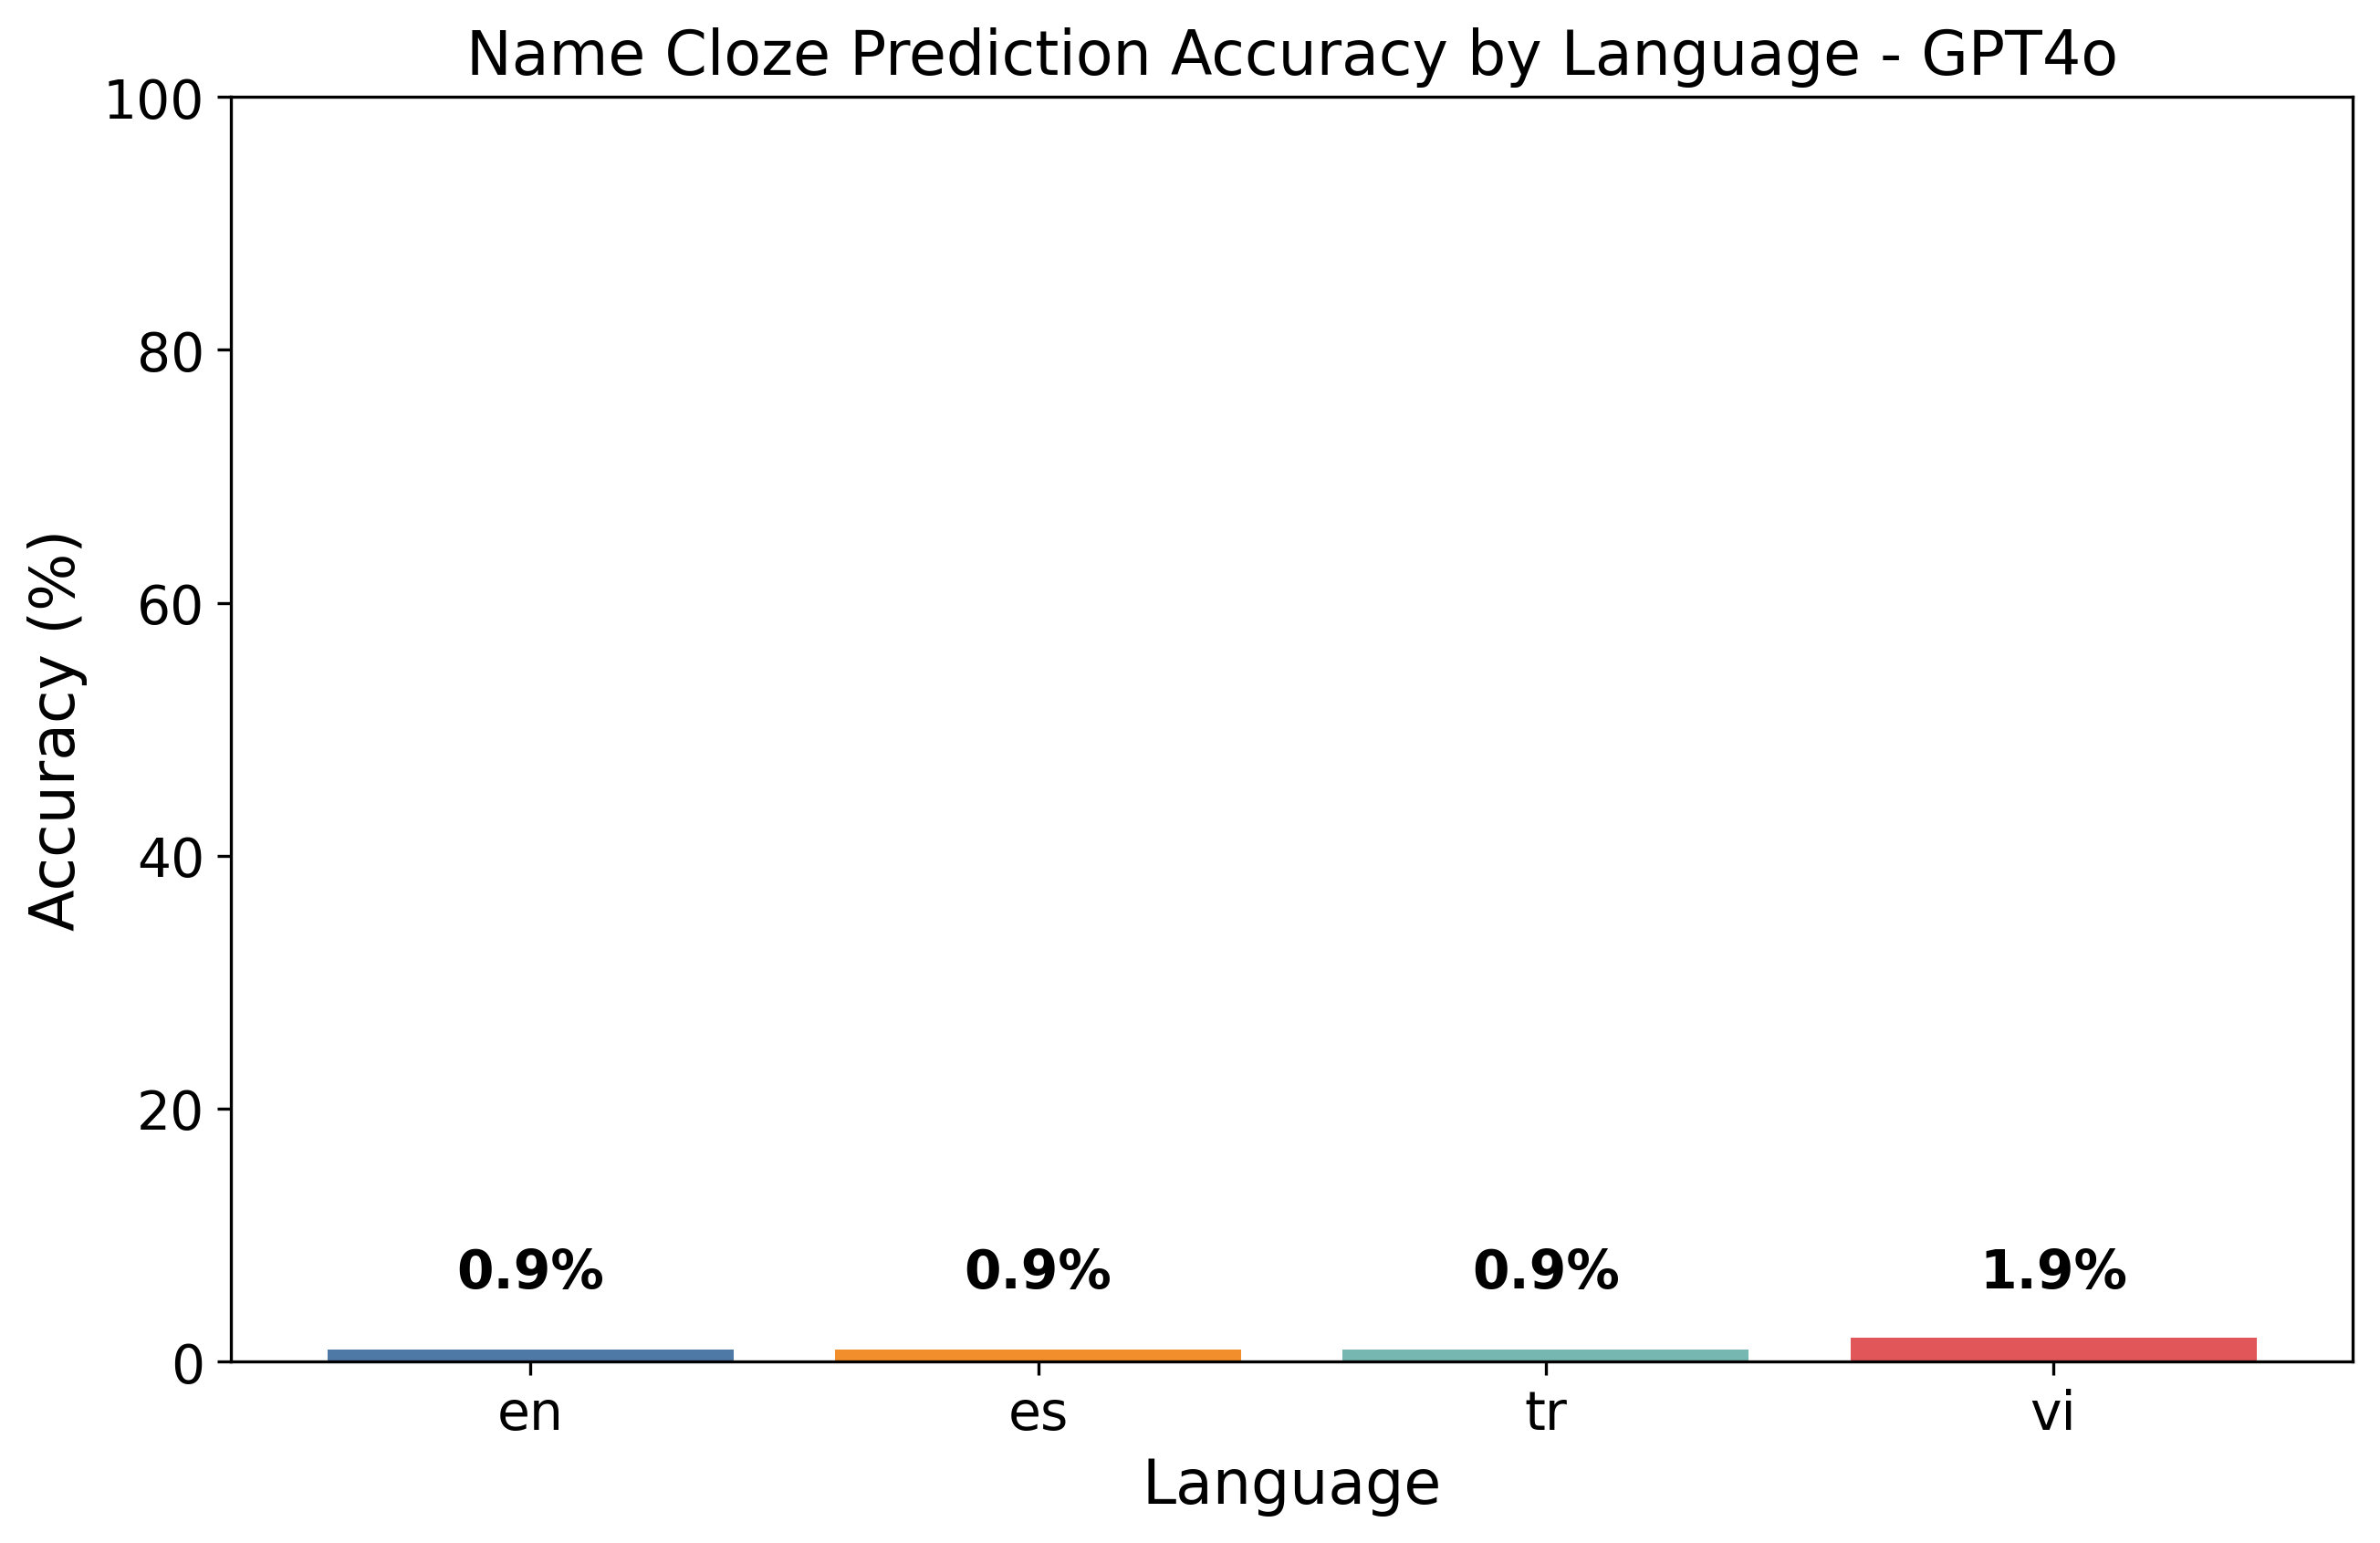 Name Cloze Prediction Accuracy by Language - GPT4o
Accuracy (%)
100
80
60
40
20
0
0.9%
0.9%
0.9%
1.9%
en
es
tr
vi
Language